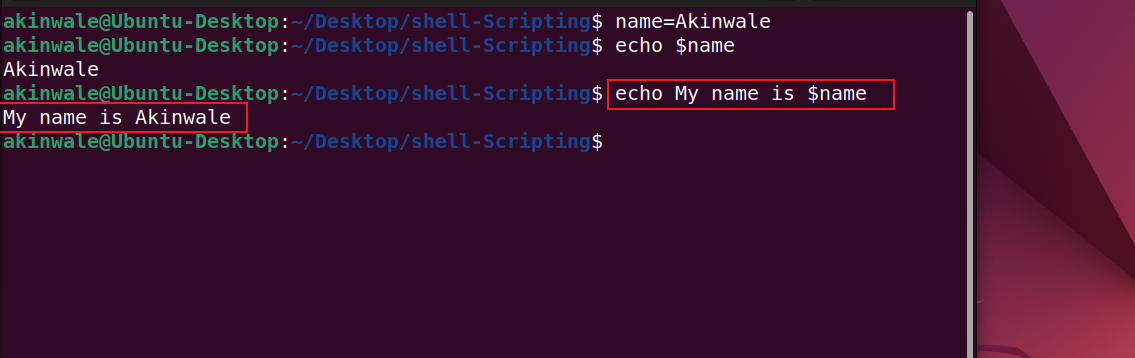 akinwale@Ubuntu-Desktop:~/Desktop/shell-Scripting$ name=Akinwale
akinwale@Ubuntu-Desktop:~/Desktop/shell-Scripting$ echo $name
Akinwale
akinwale@Ubuntu-Desktop:~/Desktop/shell-Scripting$ echo My name is $name
My name is Akinwale
akinwale@Ubuntu-Desktop:~/Desktop/shell-Scripting$